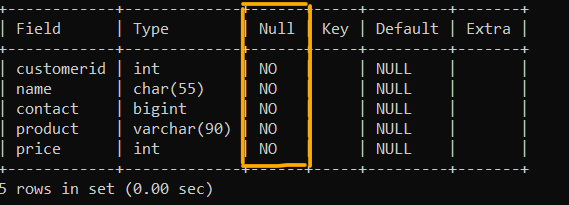 | Field | Type | Null | Key | Default | Extra |
| customerid | int | NO | | NULL | |
| name | char(55) | NO | | NULL | |
| contact | bigint | NO | | NULL | |
| product | varchar(90) | NO | | NULL | |
| price | int | NO | | NULL | |
5 rows in set (0.00 sec)